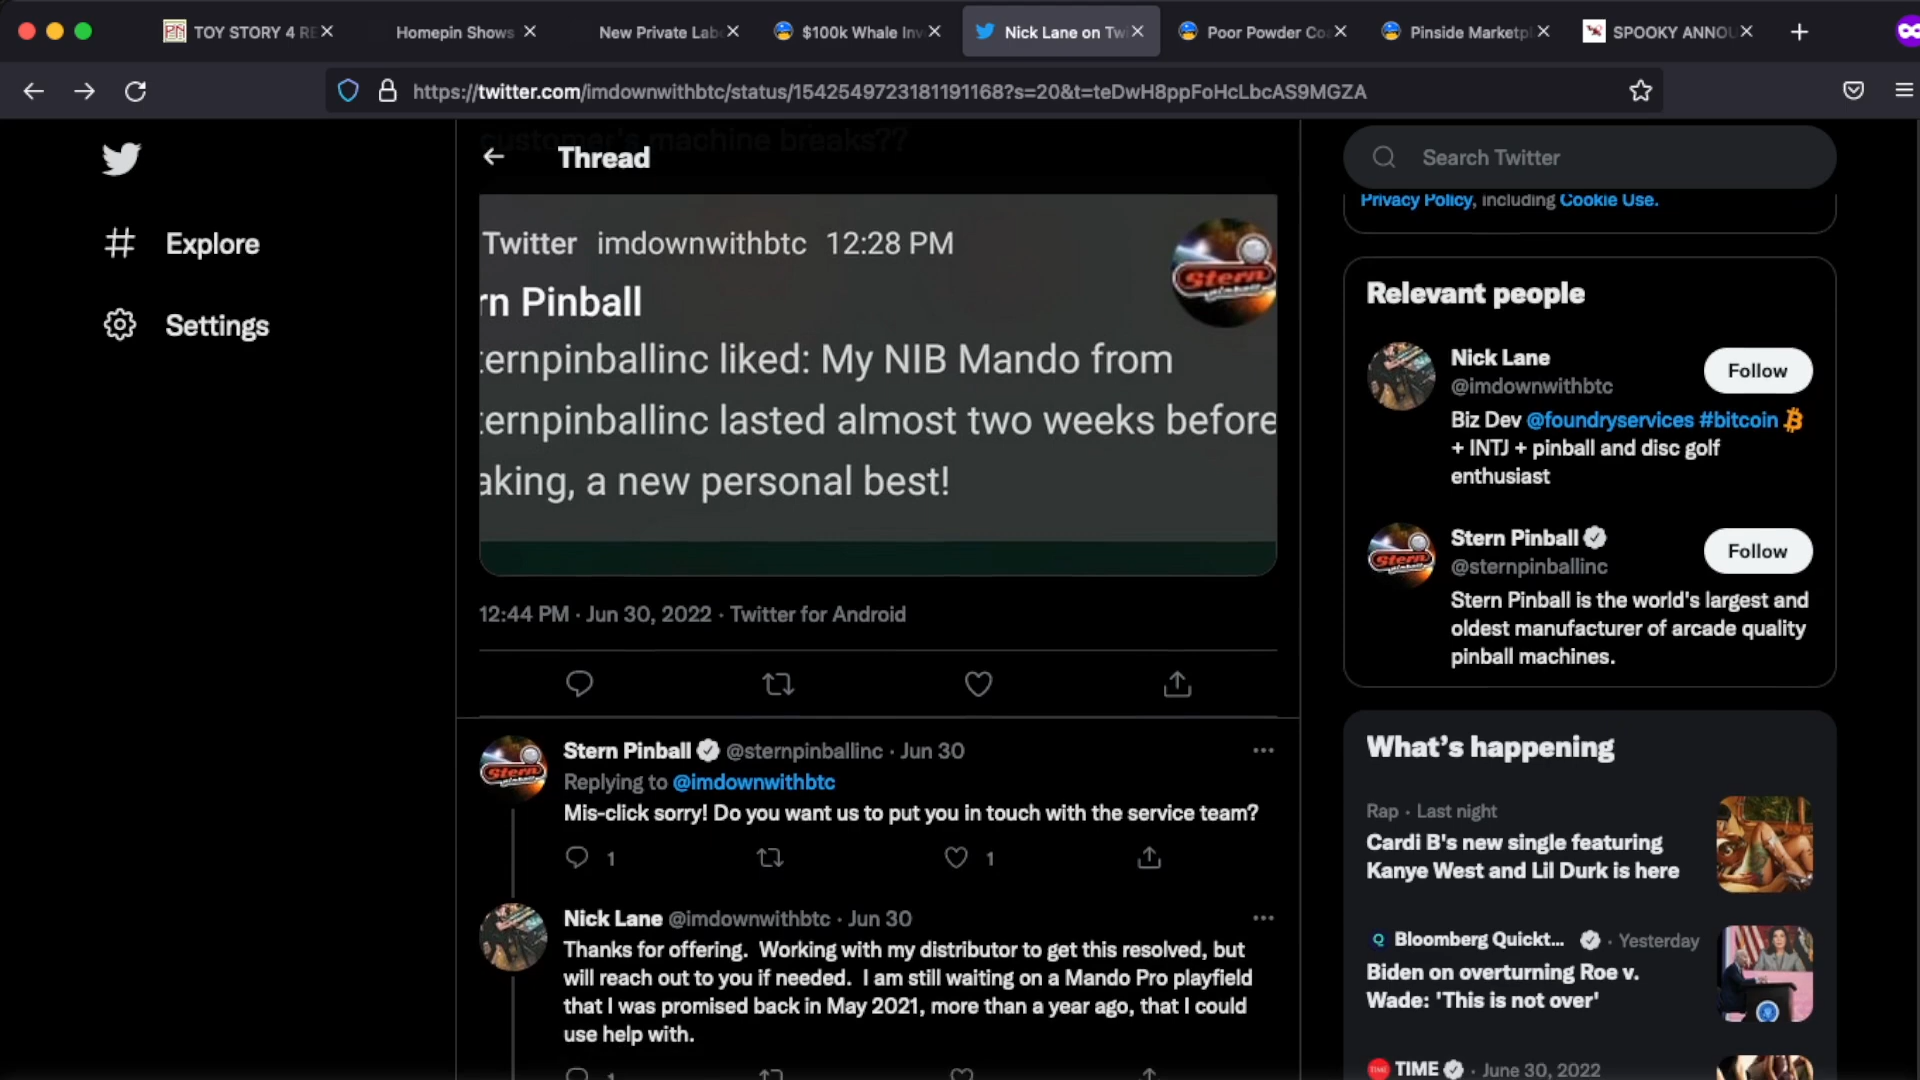 TOY STORY 4 RE
Homepin Shows
New Private Lab
$100k Whale Inv
Nick Lane on Twi
Poor Powder Co
Pinside Marketpl
SPOOKY ANNOU
https://twitter.com/imdownwithbtc/status/1542549723181191168?s=20&t=teDwH8ppFoHcLbcAS9MGZA
Explore
Settings
customer's machine breaks??
Thread
Twitter imdownwithbtc 12:28 PM
Stern
pinball
rn Pinball
ternpinballinc liked: My NIB Mando from
ternpinballinc lasted almost two weeks before
aking, a new personal best!
12:44 PM · Jun 30, 2022 · Twitter for Android
Stern Pinball @sternpinballinc · Jun 30
Replying to @imdownwithbtc
Mis-click sorry! Do you want us to put you in touch with the service team?
1 1
Nick Lane @imdownwithbtc · Jun 30
Thanks for offering. Working with my distributor to get this resolved, but
will reach out to you if needed. I am still waiting on a Mando Pro playfield
that I was promised back in May 2021, more than a year ago, that I could
use help with.
Search Twitter
Privacy Policy, including Cookie Use.
Relevant people
Nick Lane
@imdownwithbtc
Follow
Biz Dev @foundryservices #bitcoin
+ INTJ + pinball and disc golf
enthusiast
Stern Pinball
@sternpinballinc
Follow
Stern Pinball is the world's largest and
oldest manufacturer of arcade quality
pinball machines.
What's happening
Rap · Last night
Cardi B's new single featuring
Kanye West and Lil Durk is here
Bloomberg Quickt... · Yesterday
Biden on overturning Roe v.
Wade: 'This is not over'
TIME · June 30, 2022